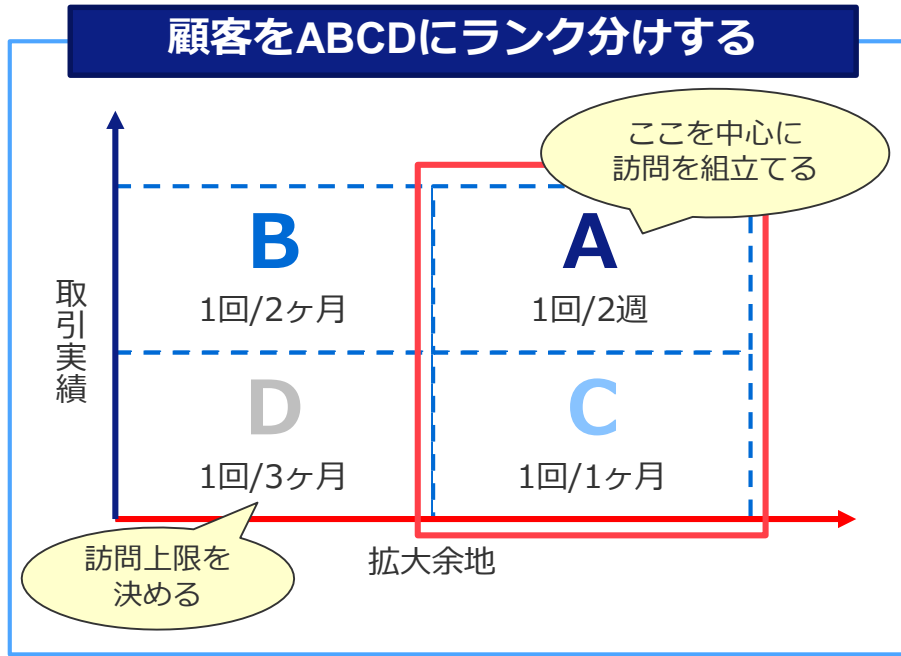 顧客をABCDにランク分けする
ここを中心に
訪問を組立てる
B
1回/2ヶ月
A
1回/2週
取引実績
D
1回/3ヶ月
C
1回/1ヶ月
訪問上限を
決める
拡大余地